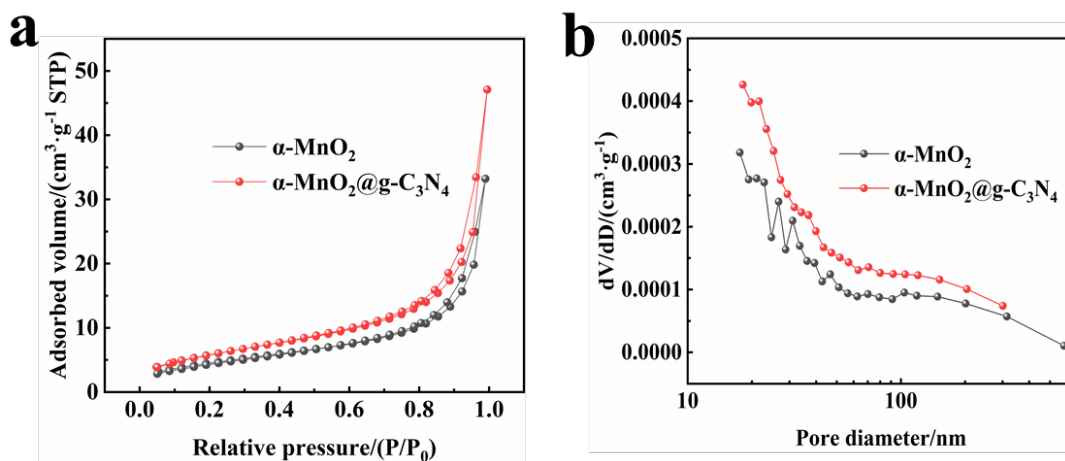 a
Adsorbed volume/(cm³·g⁻¹ STP)
50
40
30
20
10
0
α-MnO₂
α-MnO₂@g-C₃N₄
0.0 0.2 0.4 0.6 0.8 1.0
Relative pressure/(P/P₀)
b
dV/dD/(cm³·g⁻¹)
0.0005
0.0004
0.0003
0.0002
0.0001
0.0000
α-MnO₂
α-MnO₂@g-C₃N₄
10 100
Pore diameter/nm